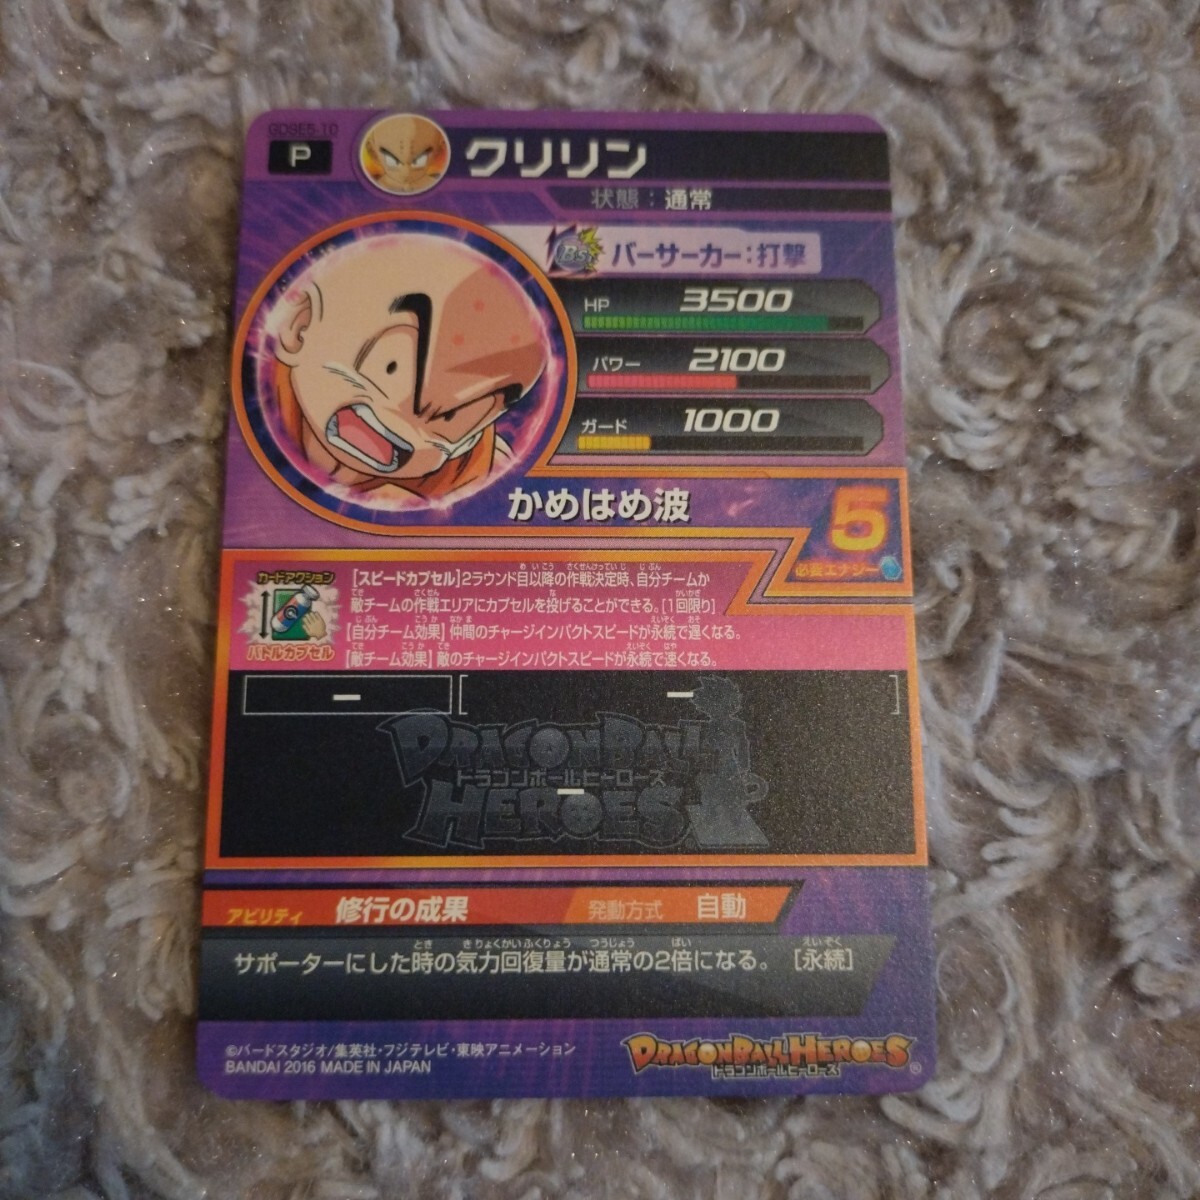 GDSE5-10
P
クリリン
状態：通常
Bs バーサーカー：打撃
HP 3500
パワー 2100
ガード 1000
かめはめ波
5
必要エナジー
カードアクション
バトルカプセル
[スピードカプセル]2ラウンド目以降の作戦決定時、自分チームか
敵チームの作戦エリアにカプセルを投げることができる。[1回限り]
【自分チーム効果】仲間のチャージインパクトスピードが永続で遅くなる。
【敵チーム効果】敵のチャージインパクトスピードが永続で速くなる。
ー [ ー ]
DRAGONBALL
ドラゴンボールヒーローズ
HEROES
ー
アビリティ 修行の成果 発動方式 自動
サポーターにした時の気力回復量が通常の2倍になる。 [永続]
©バードスタジオ/集英社・フジテレビ・東映アニメーション
BANDAI 2016 MADE IN JAPAN
DRAGONBALL HEROES
ドラゴンボールヒーローズ
®